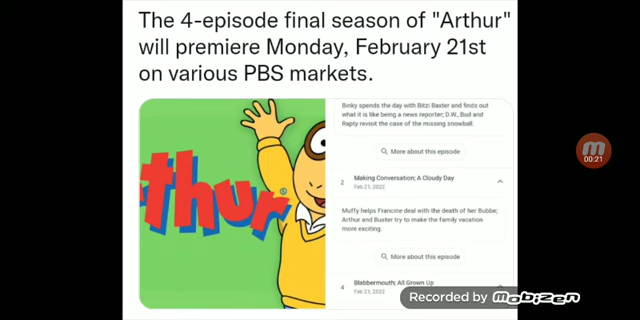 The 4-episode final season of "Arthur"
will premiere Monday, February 21st
on various PBS markets.
thur
®
Binky spends the day with Bitzi Baxter and finds out
what it is like being a news reporter; D.W., Bud and
Rapty revisit the case of the missing snowball.
More about this episode
2 Making Conversation; A Cloudy Day
Feb 21, 2022
Muffy helps Francine deal with the death of her Bubbe;
Arthur and Buster try to make the family vacation
more exciting.
More about this episode
4 Blabbermouth; All Grown Up
Feb 21, 2022
M
00:21
Recorded by Mobizen